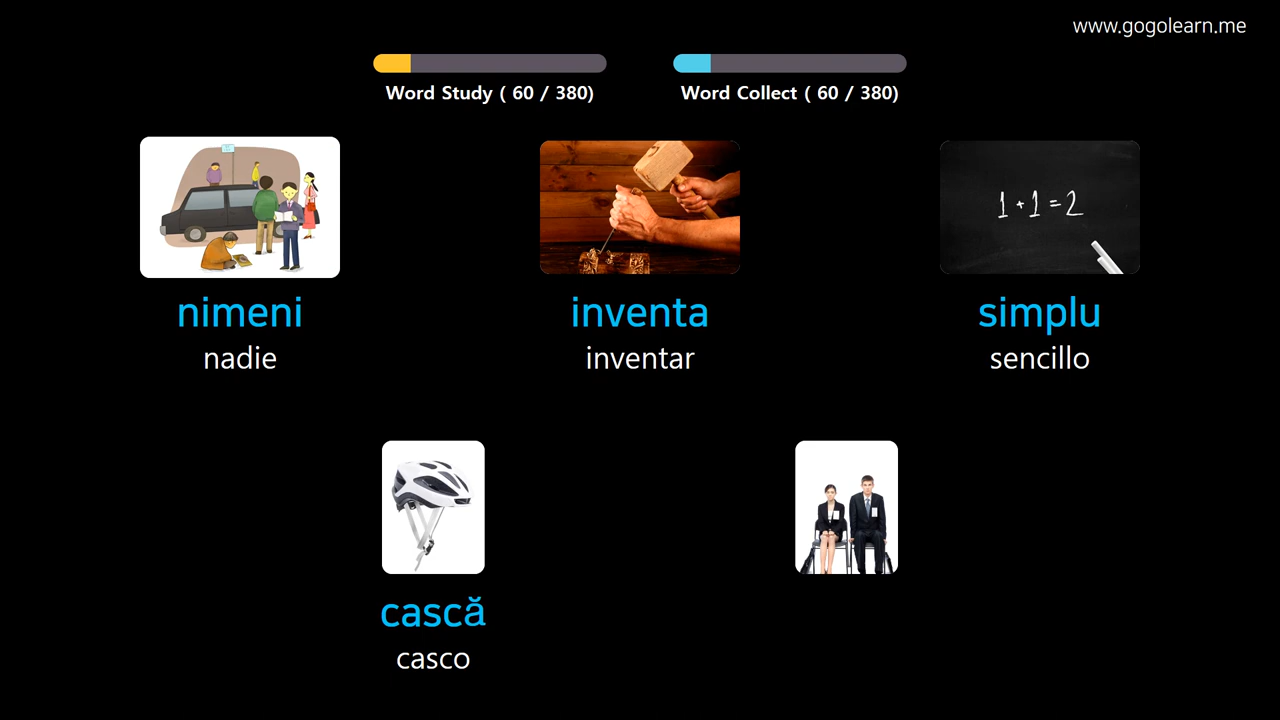 www.gogolearn.me
Word Study ( 60 / 380)
Word Collect ( 60 / 380)
1 + 1 = 2
nimeni
nadie
inventa
inventar
simplu
sencillo
cască
casco